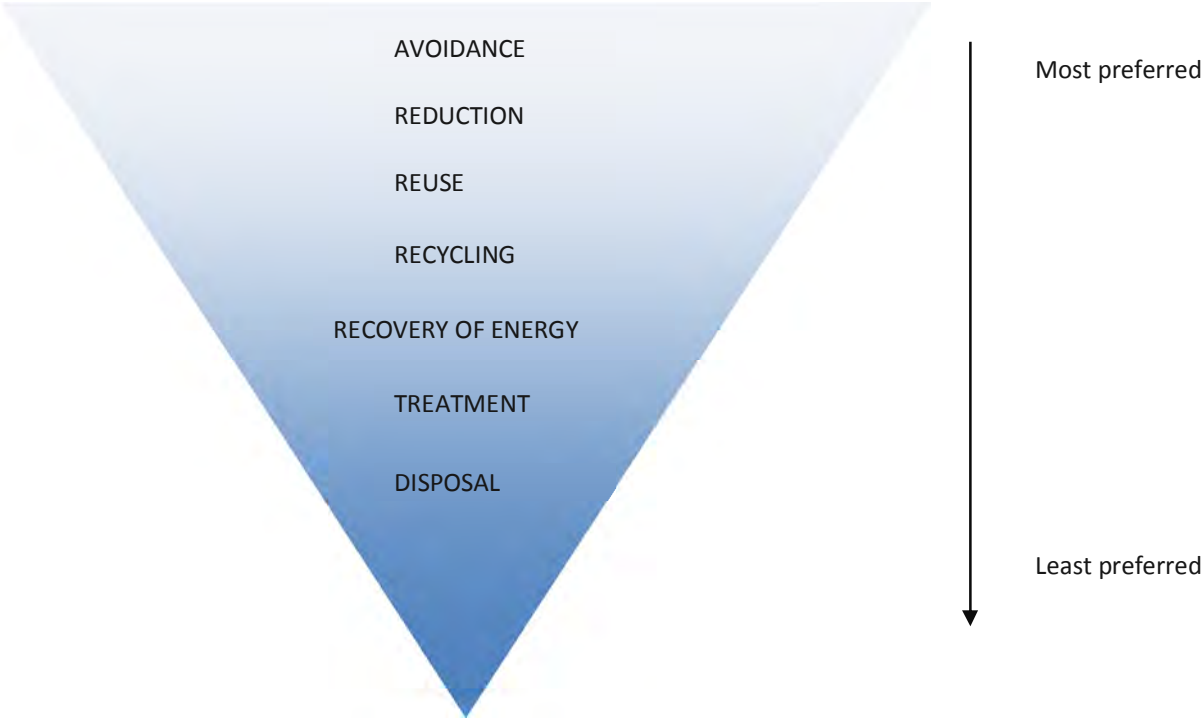 AVOIDANCE
Most preferred
REDUCTION
REUSE
RECYCLING
RECOVERY OF ENERGY
TREATMENT
DISPOSAL
Least preferred